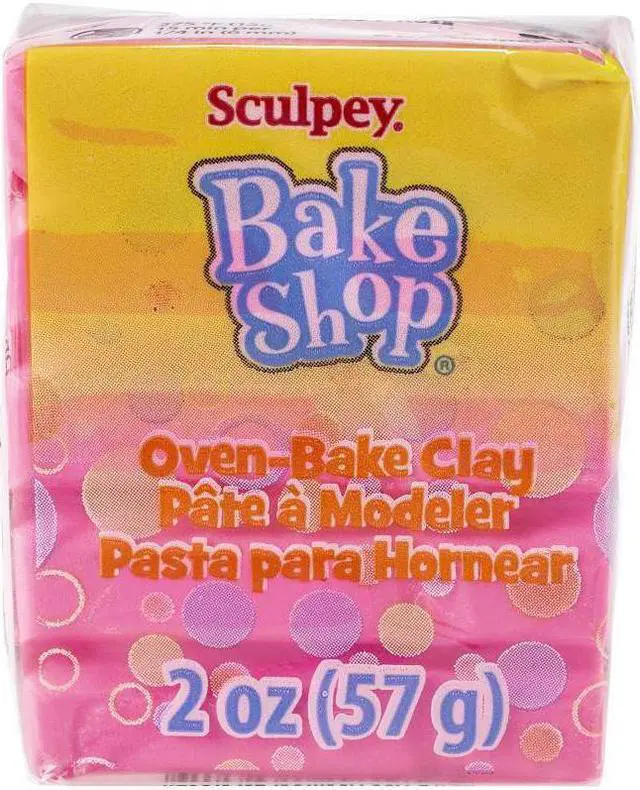 Sculpey®
Bake
Shop®
Oven-Bake Clay
Pâte à Modeler
Pasta para Hornear
2 oz (57 g)